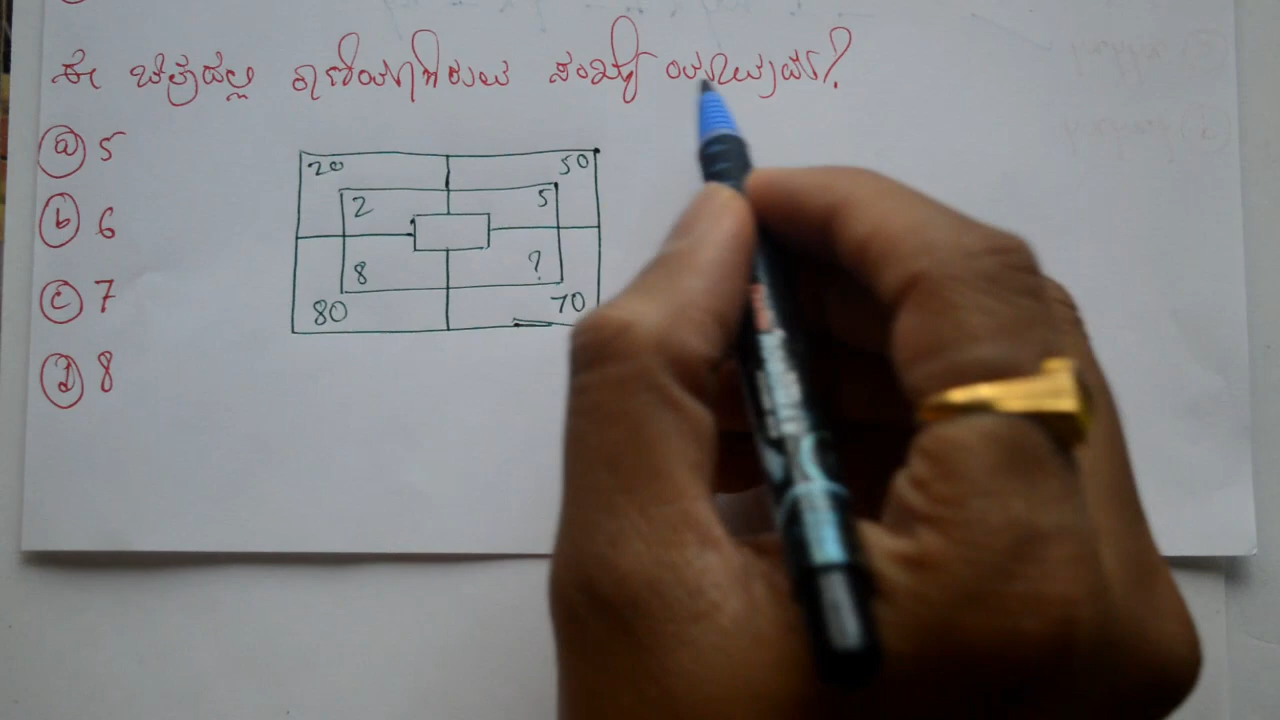 ಈ ಚಿತ್ರದಲ್ಲಿ ಕಾಣೆಯಾಗಿರುವ ಸಂಖ್ಯೆ ಯಾವುದು?
a 5
b 6
c 7
d 8
20 50
2 5
8 ?
80 70